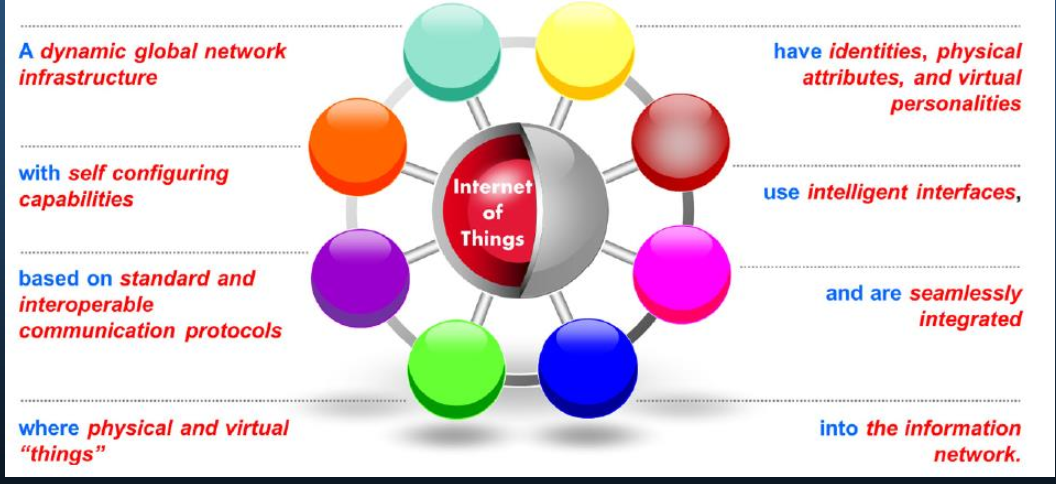 A dynamic global network
infrastructure
with self configuring
capabilities
based on standard and
interoperable
communication protocols
where physical and virtual
“things”
Internet
of
Things
have identities, physical
attributes, and virtual
personalities
use intelligent interfaces,
and are seamlessly
integrated
into the information
network.